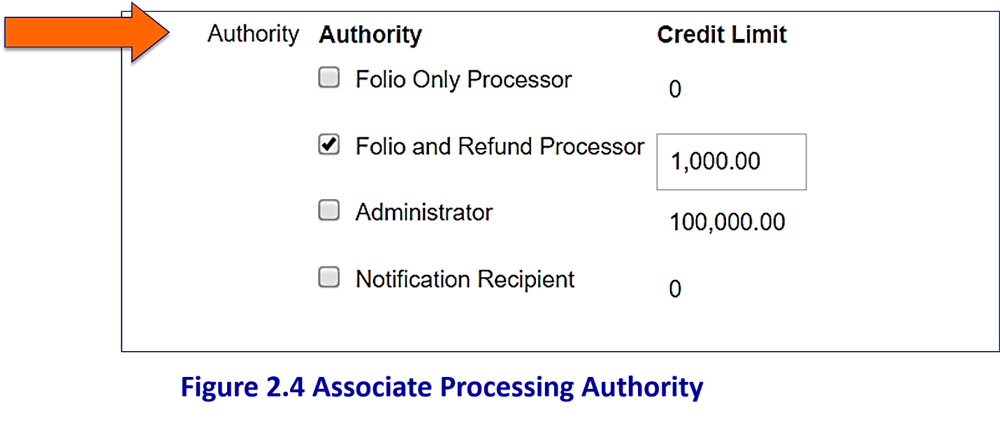 Authority Authority Credit Limit
Folio Only Processor 0
Folio and Refund Processor 1,000.00
Administrator 100,000.00
Notification Recipient 0
Figure 2.4 Associate Processing Authority